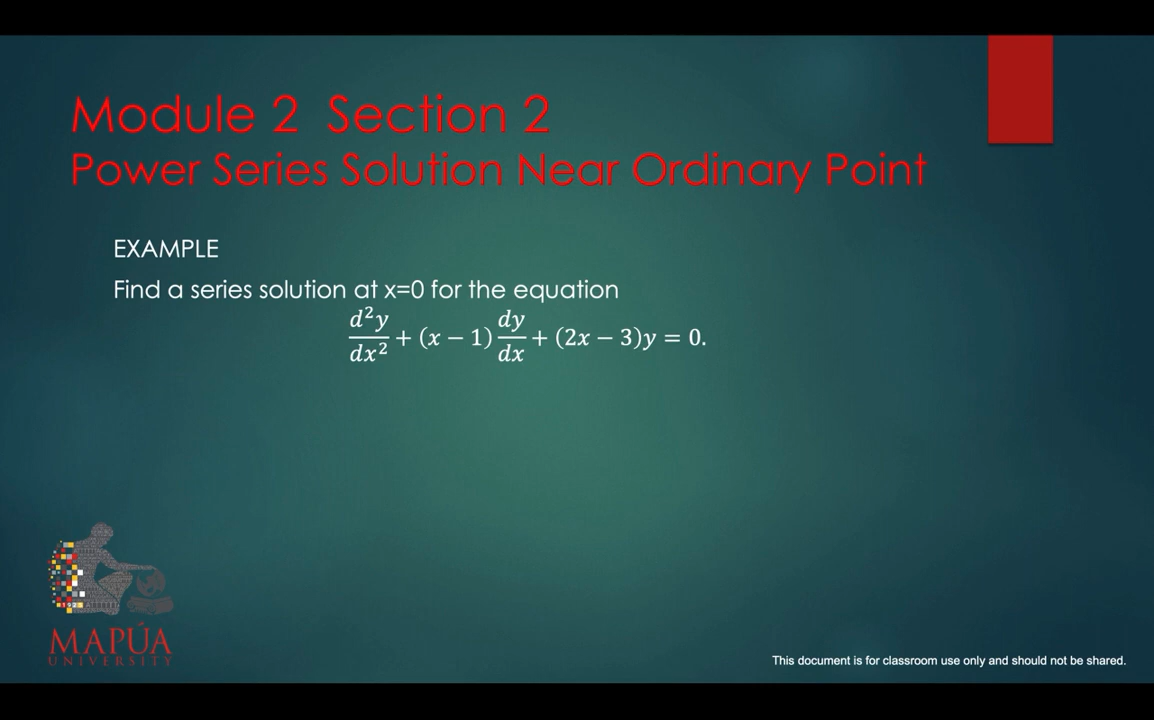 Module 2 Section 2
Power Series Solution Near Ordinary Point
EXAMPLE
Find a series solution at x=0 for the equation
d²y/dx² + (x − 1) dy/dx + (2x − 3)y = 0.
1925
MAPÚA
UNIVERSITY
This document is for classroom use only and should not be shared.